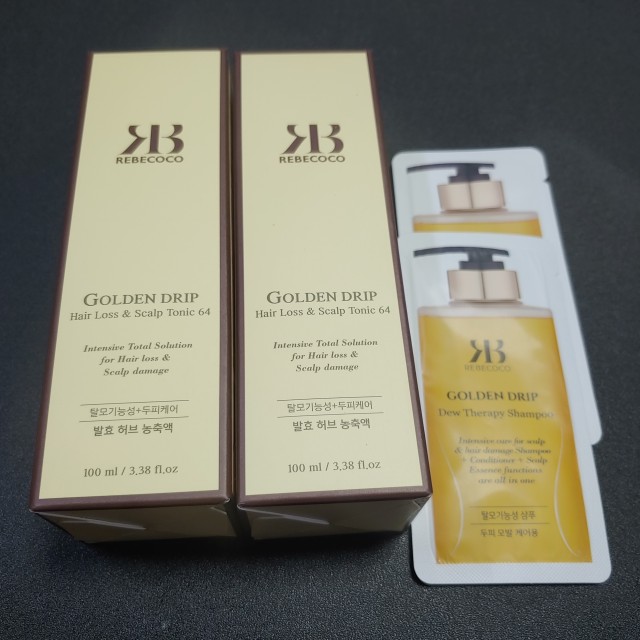 RB
REBECOCO
GOLDEN DRIP
Hair Loss & Scalp Tonic 64
Intensive Total Solution
for Hair loss &
Scalp damage
탈모기능성+두피케어
발효 허브 농축액
100 ml / 3,38 fl.oz
RB
REBECOCO
GOLDEN DRIP
Hair Loss & Scalp Tonic 64
Intensive Total Solution
for Hair loss &
Scalp damage
탈모기능성+두피케어
발효 허브 농축액
100 ml / 3,38 fl.oz
RB
REBECOCO
GOLDEN DRIP
Dew Therapy Shampoo
Intensive care for scalp
& hair damage Shampoo
+ Conditioner + Scalp
Essence functions
are all in one
탈모기능성 샴푸
두피 모발 케어용